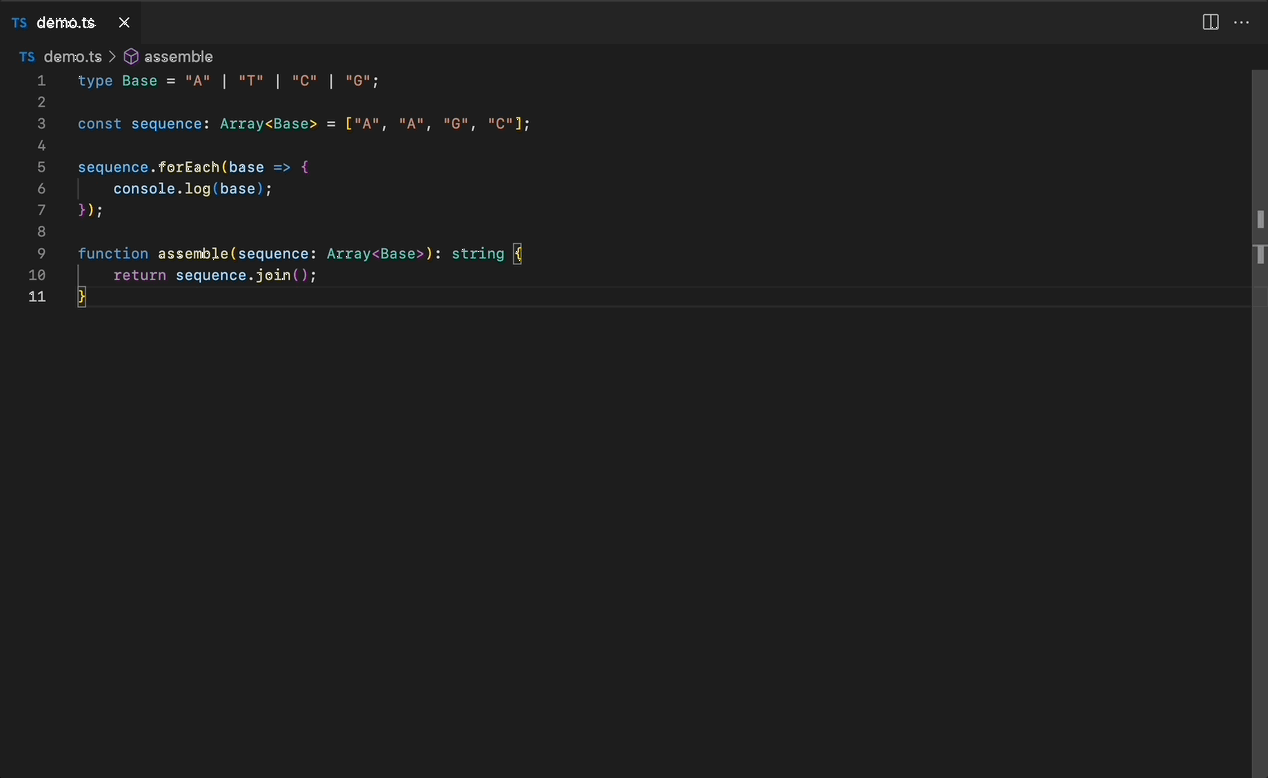 TS demo.ts
TS demo.ts > assemble
1 type Base = "A" | "T" | "C" | "G";
2
3 const sequence: Array<Base> = ["A", "A", "G", "C"];
4
5 sequence.forEach(base => {
6     console.log(base);
7 });
8
9 function assemble(sequence: Array<Base>): string {
10     return sequence.join();
11 }